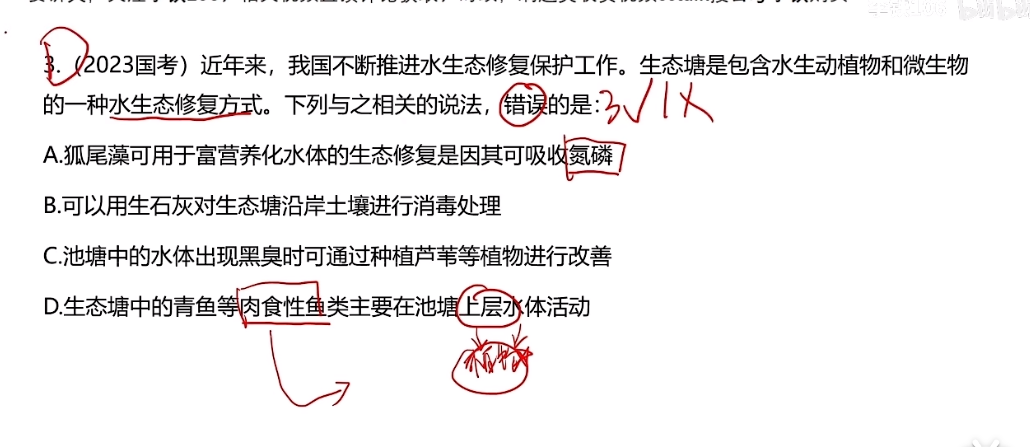 3.（2023国考）近年来，我国不断推进水生态修复保护工作。生态塘是包含水生动植物和微生物
的一种水生态修复方式。下列与之相关的说法，错误的是：3√1X
A.狐尾藻可用于富营养化水体的生态修复是因其可吸收氮磷
B.可以用生石灰对生态塘沿岸土壤进行消毒处理
C.池塘中的水体出现黑臭时可通过种植芦苇等植物进行改善
D.生态塘中的青鱼等肉食性鱼类主要在池塘上层水体活动
植物